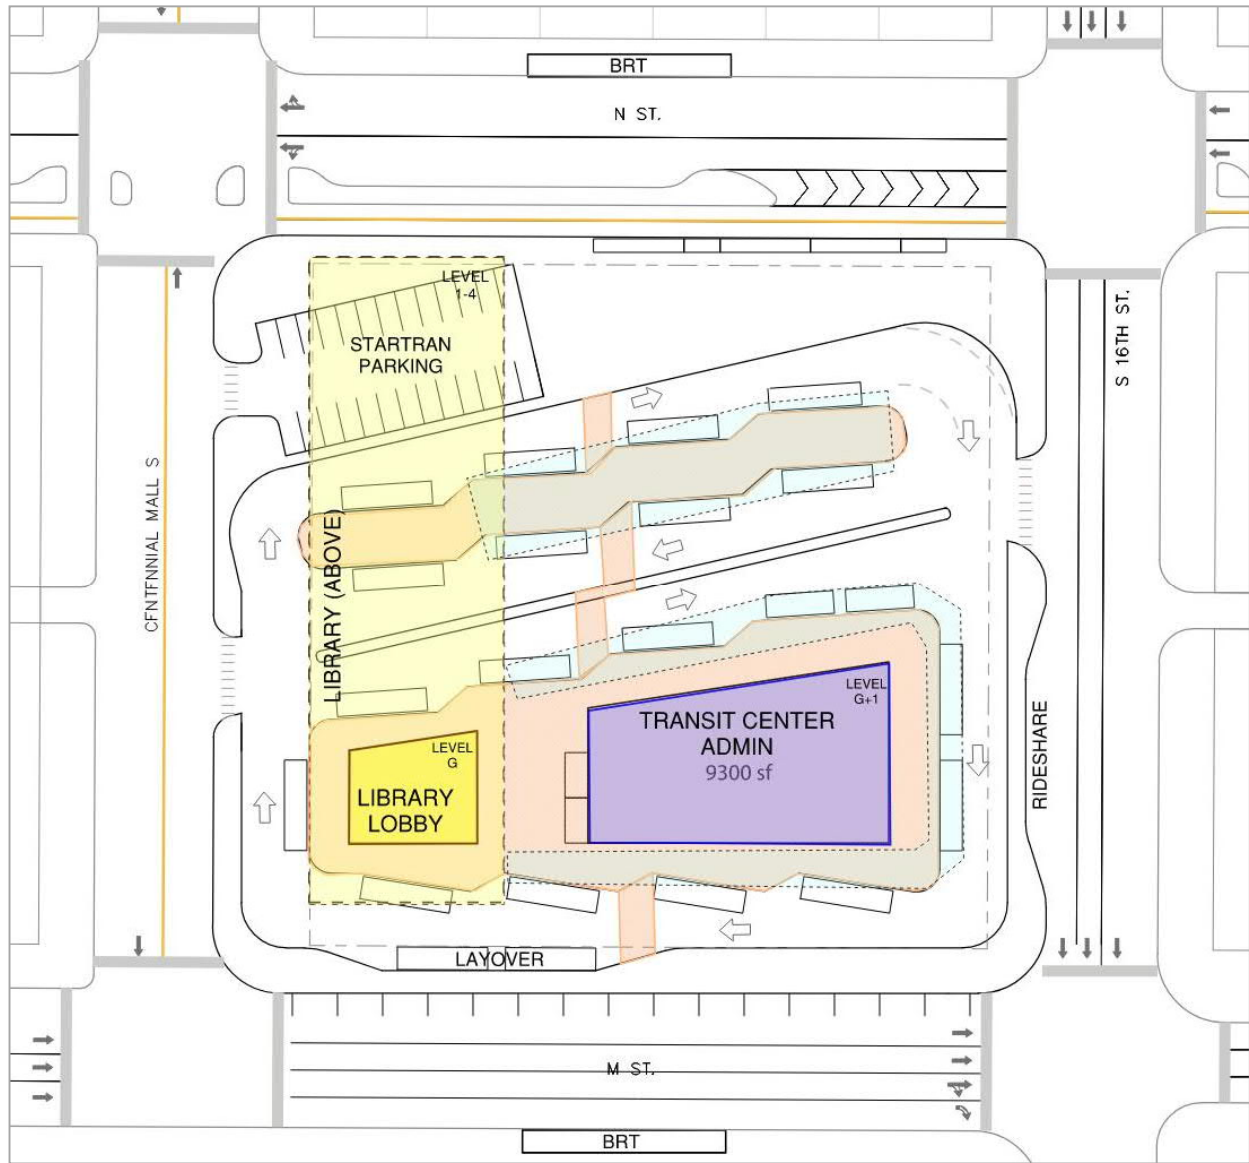 BRT
N ST.
LEVEL
1-4
STARTRAN
PARKING
S 16TH ST.
CENTENNIAL MALL S
LIBRARY (ABOVE)
LEVEL
G+1
TRANSIT CENTER
ADMIN
9300 sf
LEVEL
G
LIBRARY
LOBBY
RIDESHARE
LAYOVER
M ST.
BRT